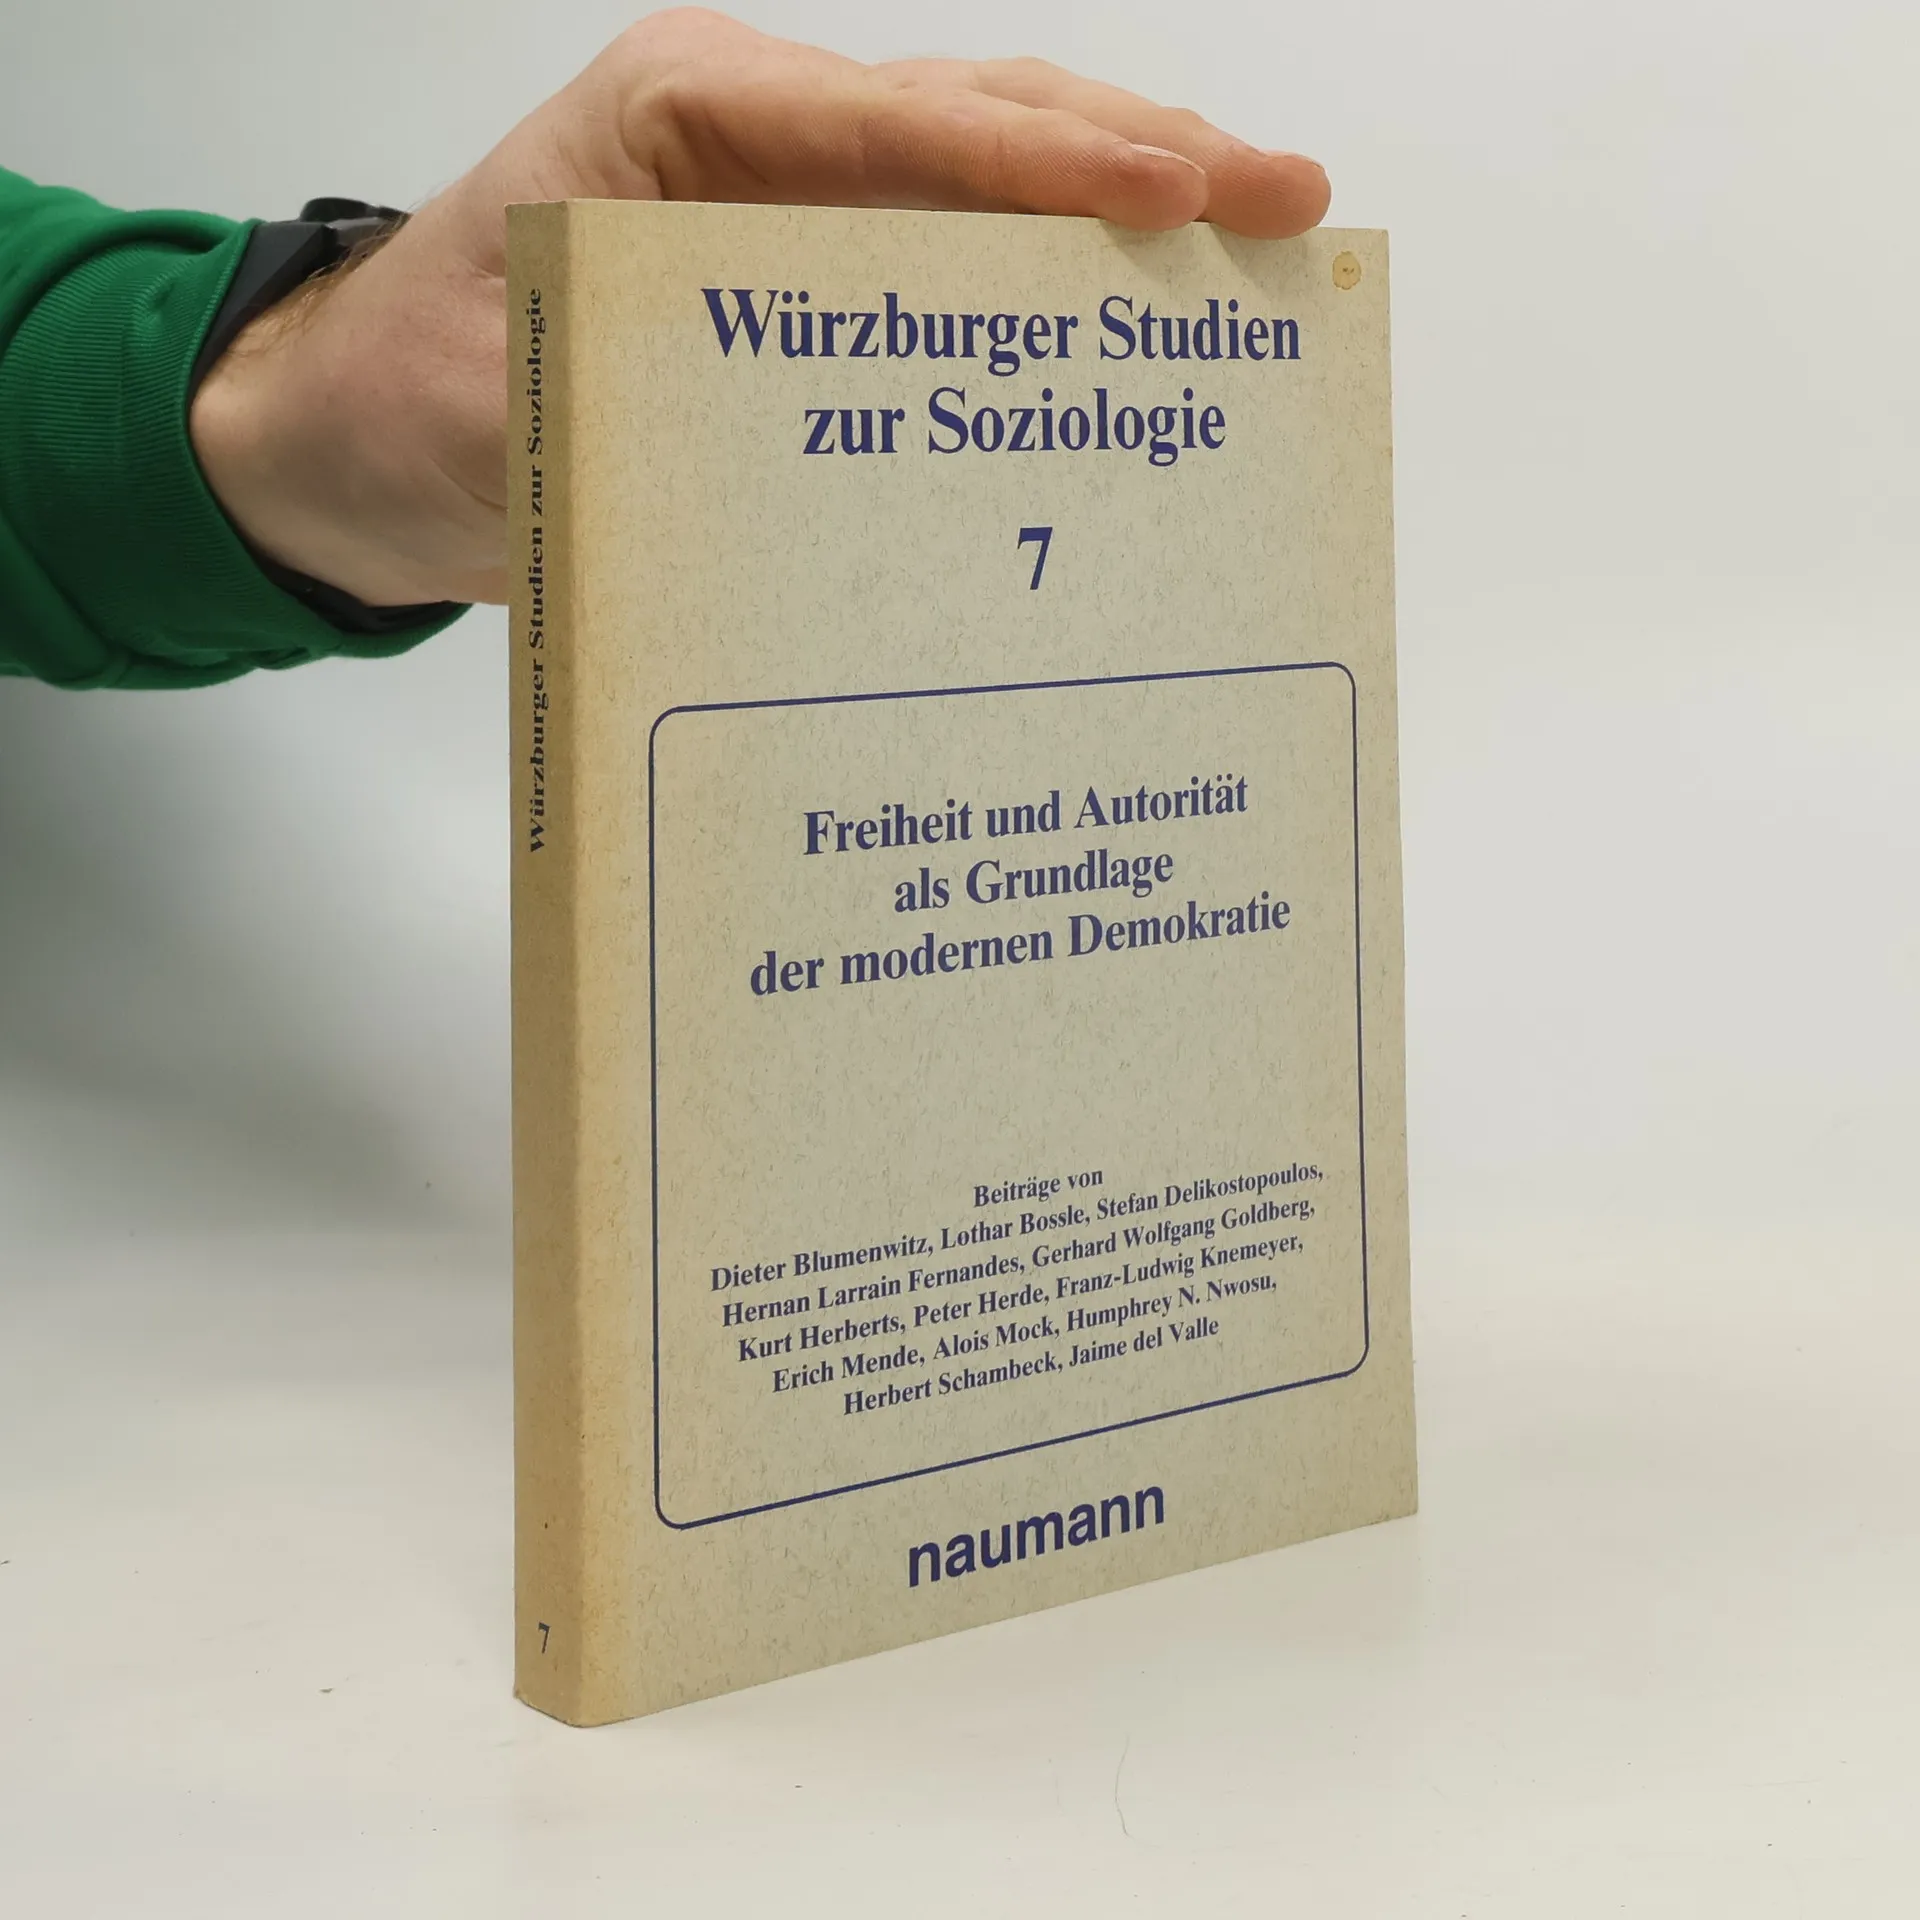 Würzburger Studien zur Soziologie
7
Würzburger Studien
zur Soziologie
7
Freiheit und Autorität
als Grundlage
der modernen Demokratie
Beiträge von
Dieter Blumenwitz, Lothar Bossle, Stefan Delikostopoulos,
Hernan Larrain Fernandes, Gerhard Wolfgang Goldberg,
Kurt Herberts, Peter Herde, Franz-Ludwig Knemeyer,
Erich Mende, Alois Mock, Humphrey N. Nwosu,
Herbert Schambeck, Jaime del Valle
naumann